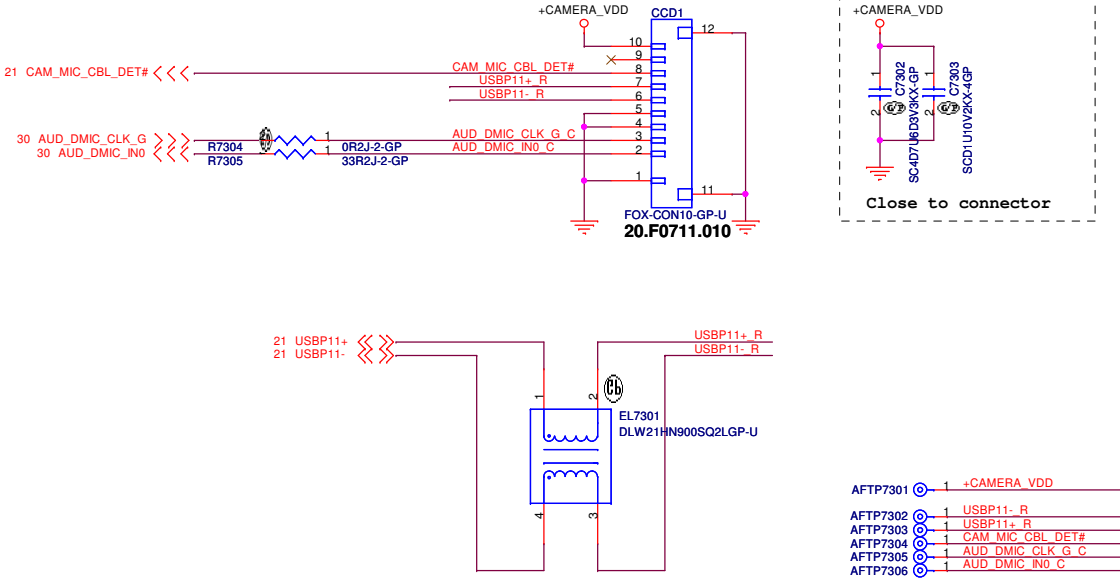 +CAMERA_VDD
CCD1
12
10
9
21 CAM_MIC_CBL_DET#
CAM_MIC_CBL_DET#
8
USBP11+_R
7
USBP11-_R
6
5
4
30 AUD_DMIC_CLK_G
1
AUD_DMIC_CLK_G_C
3
R7304
0R2J-2-GP
30 AUD_DMIC_IN0
1
AUD_DMIC_IN0_C
2
R7305
33R2J-2-GP
1
11
FOX-CON10-GP-U
20.F0711.010
+CAMERA_VDD
1
2
C7302
SC4D7U6D3V3KX-GP
1
2
C7303
SCD1U10V2KX-4GP
Close to connector
21 USBP11+
21 USBP11-
USBP11+_R
USBP11-_R
1
2
EL7301
DLW21HN900SQ2LGP-U
4
3
AFTP7301 1 +CAMERA_VDD
AFTP7302 1 USBP11-_R
AFTP7303 1 USBP11+_R
AFTP7304 1 CAM_MIC_CBL_DET#
AFTP7305 1 AUD_DMIC_CLK_G_C
AFTP7306 1 AUD_DMIC_IN0_C